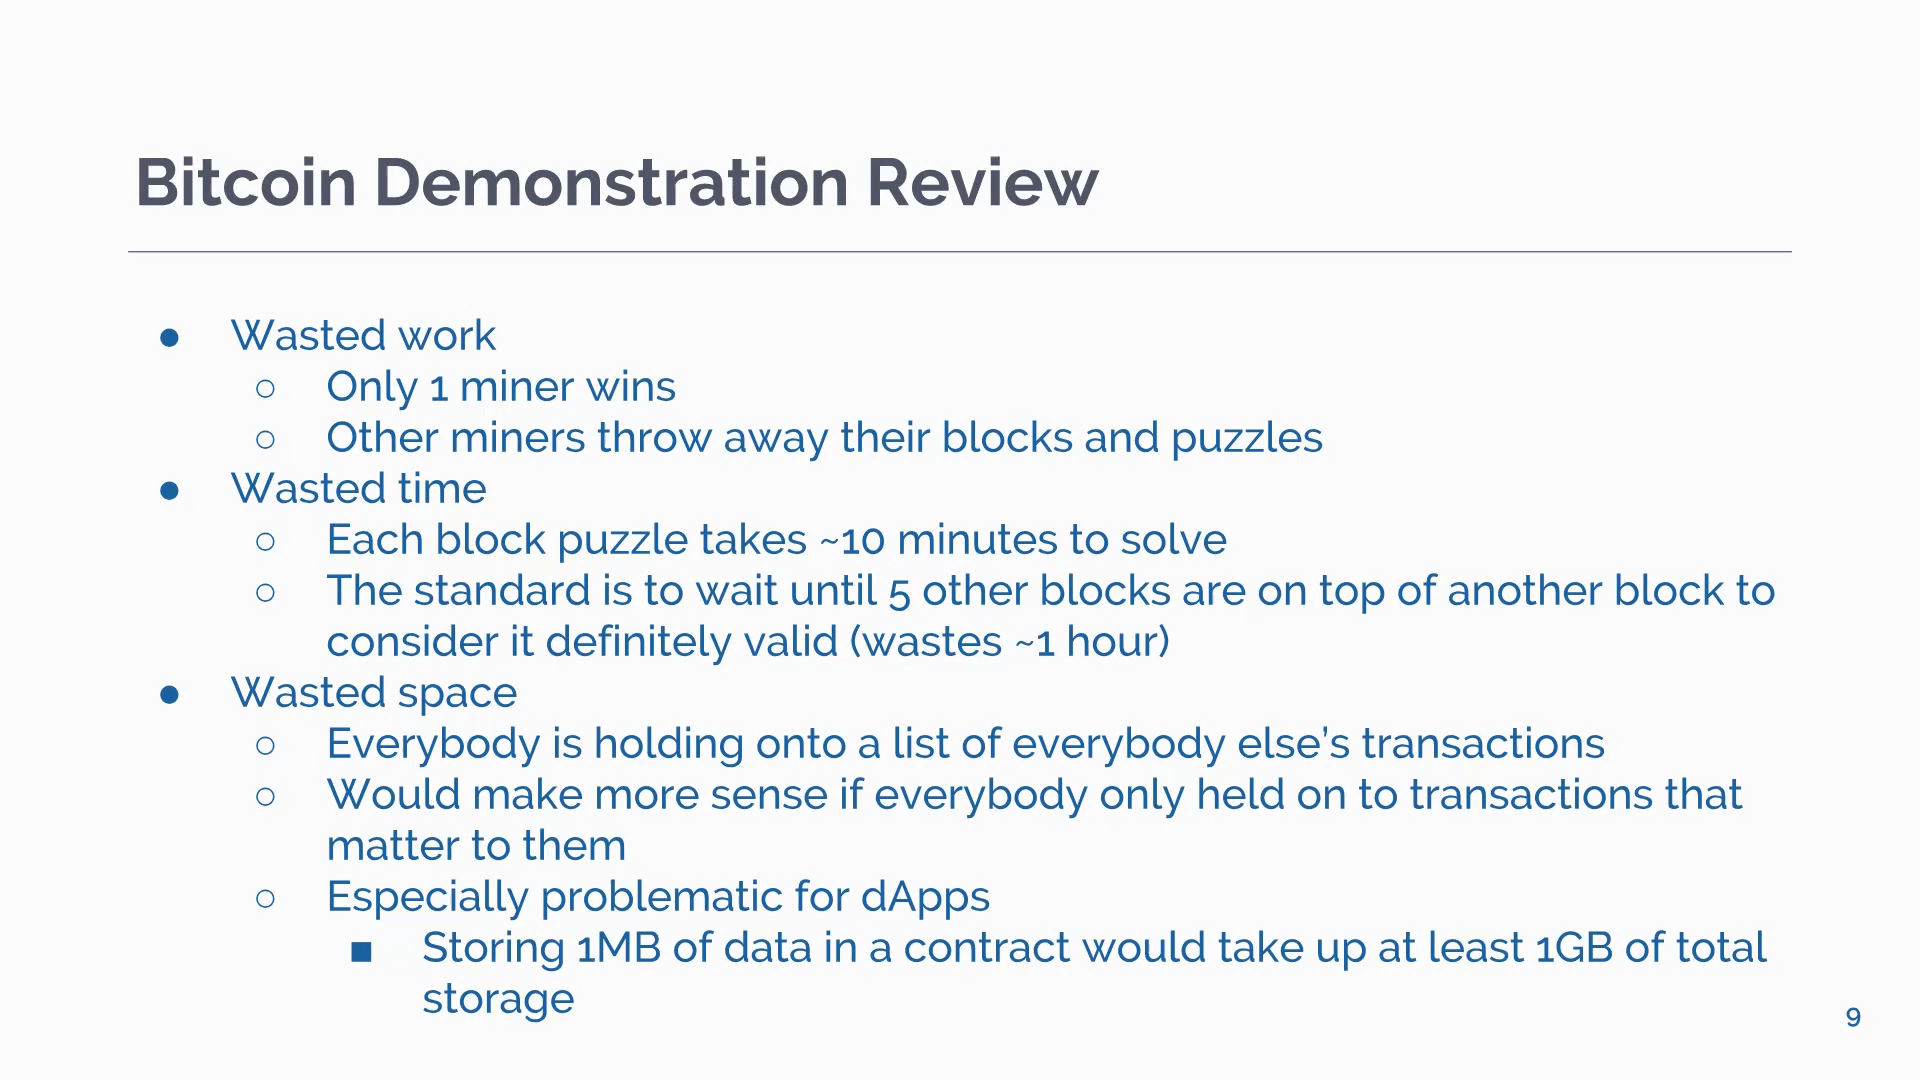 Bitcoin Demonstration Review
● Wasted work
○ Only 1 miner wins
○ Other miners throw away their blocks and puzzles
● Wasted time
○ Each block puzzle takes ~10 minutes to solve
○ The standard is to wait until 5 other blocks are on top of another block to
consider it definitely valid (wastes ~1 hour)
● Wasted space
○ Everybody is holding onto a list of everybody else’s transactions
○ Would make more sense if everybody only held on to transactions that
matter to them
○ Especially problematic for dApps
■ Storing 1MB of data in a contract would take up at least 1GB of total
storage
9